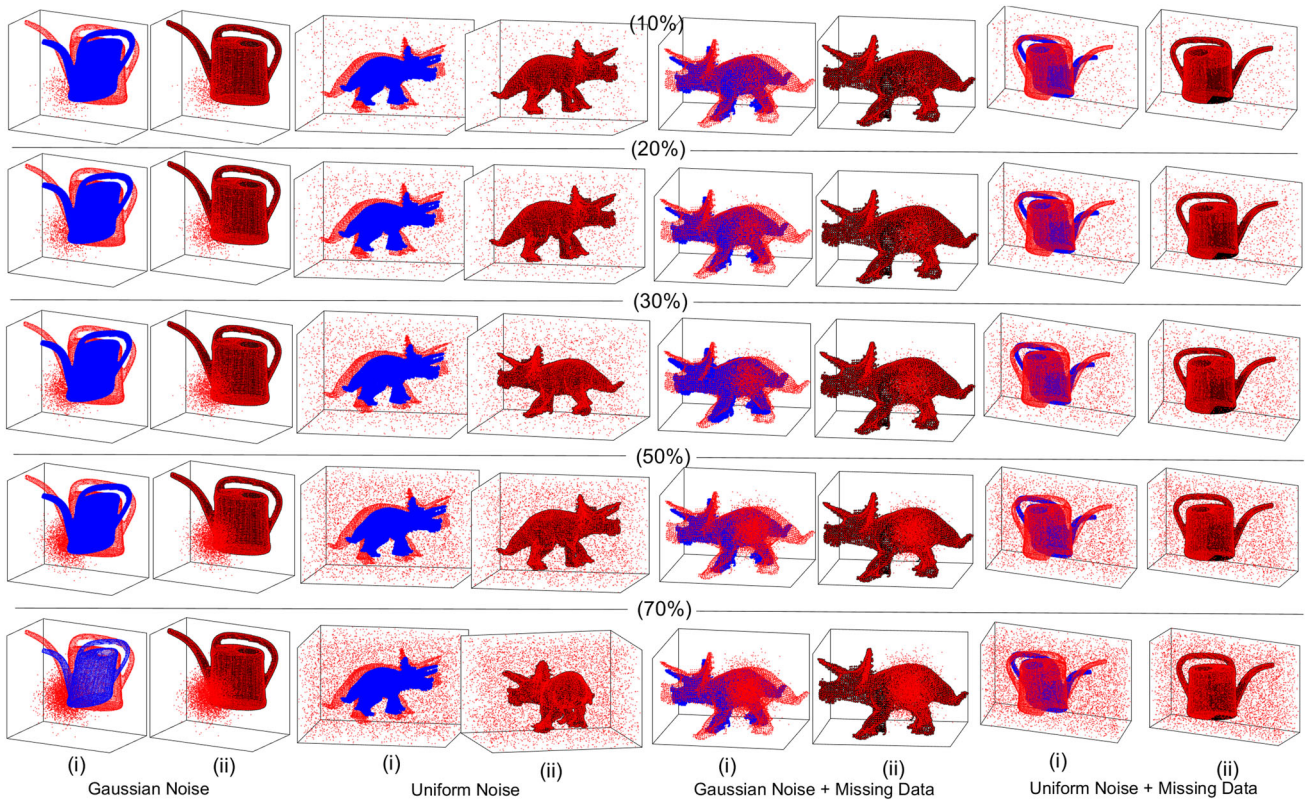 (10%)
(20%)
(30%)
(50%)
(70%)
(i) (ii) (i) (ii) (i) (ii) (i) (ii)
Gaussian Noise Uniform Noise Gaussian Noise + Missing Data Uniform Noise + Missing Data